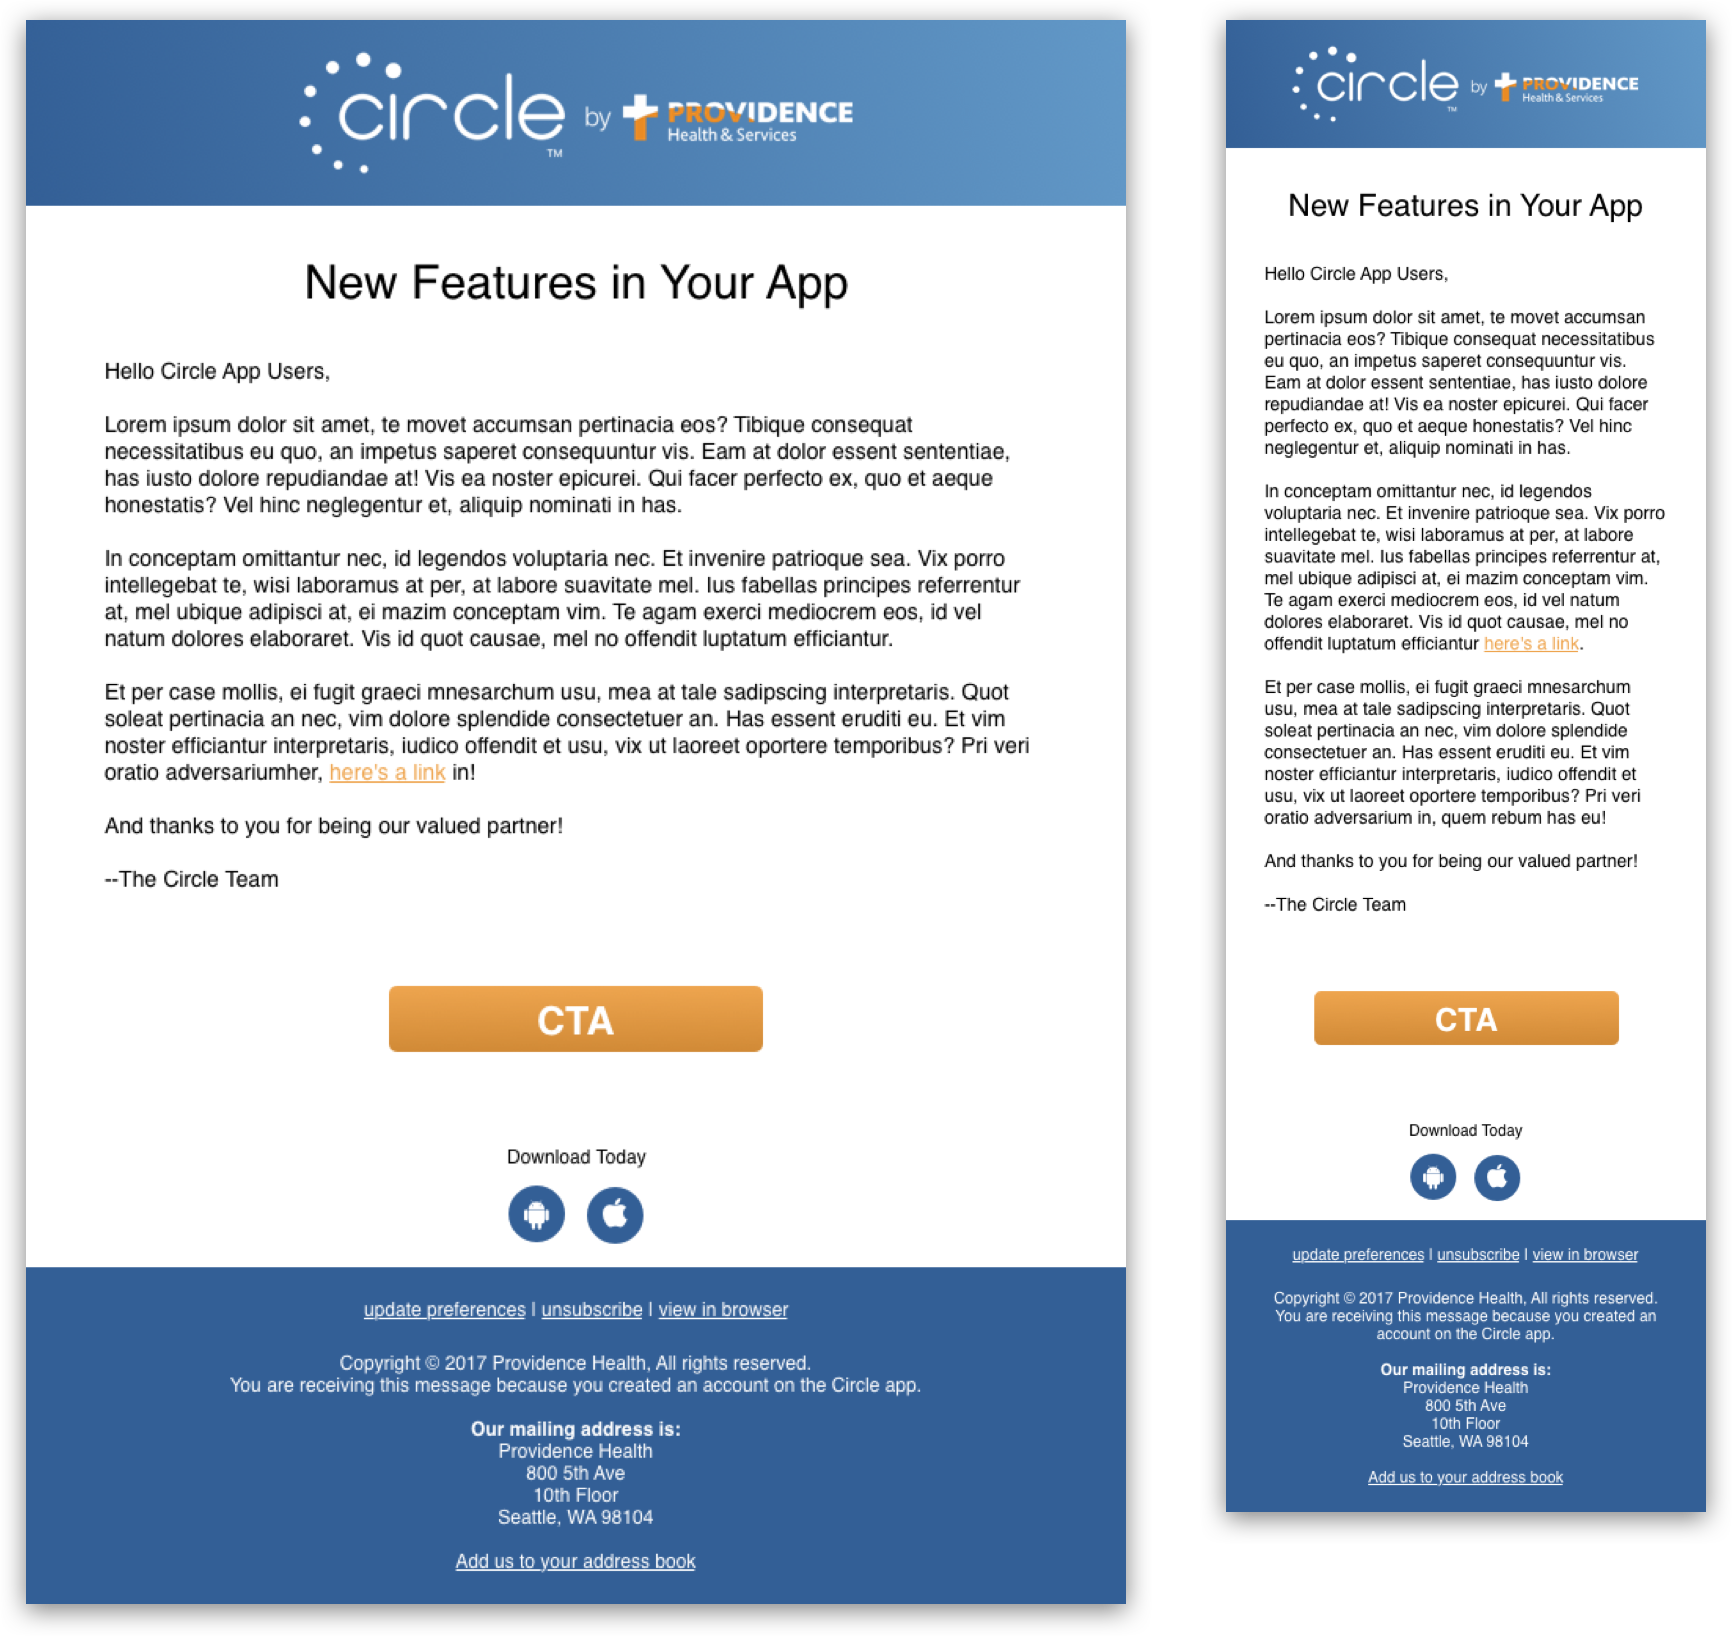 circle™ by PROVIDENCE
Health & Services
New Features in Your App
Hello Circle App Users,
Lorem ipsum dolor sit amet, te movet accumsan pertinacia eos? Tibique consequat
necessitatibus eu quo, an impetus saperet consequuntur vis. Eam at dolor essent sententiae,
has iusto dolore repudiandae at! Vis ea noster epicurei. Qui facer perfecto ex, quo et aeque
honestatis? Vel hinc neglegentur et, aliquip nominati in has.
In conceptam omittantur nec, id legendos voluptaria nec. Et invenire patrioque sea. Vix porro
intellegebat te, wisi laboramus at per, at labore suavitate mel. Ius fabellas principes referrentur
at, mel ubique adipisci at, ei mazim conceptam vim. Te agam exerci mediocrem eos, id vel
natum dolores elaboraret. Vis id quot causae, mel no offendit luptatum efficiantur.
Et per case mollis, ei fugit graeci mnesarchum usu, mea at tale sadipscing interpretaris. Quot
soleat pertinacia an nec, vim dolore splendide consectetuer an. Has essent eruditi eu. Et vim
noster efficiantur interpretaris, iudico offendit et usu, vix ut laoreet oportere temporibus? Pri veri
oratio adversariumher, here's a link in!
And thanks to you for being our valued partner!
--The Circle Team
CTA
Download Today
update preferences | unsubscribe | view in browser
Copyright © 2017 Providence Health, All rights reserved.
You are receiving this message because you created an account on the Circle app.
Our mailing address is:
Providence Health
800 5th Ave
10th Floor
Seattle, WA 98104
Add us to your address book
circle™ by PROVIDENCE
Health & Services
New Features in Your App
Hello Circle App Users,
Lorem ipsum dolor sit amet, te movet accumsan
pertinacia eos? Tibique consequat necessitatibus
eu quo, an impetus saperet consequuntur vis.
Eam at dolor essent sententiae, has iusto dolore
repudiandae at! Vis ea noster epicurei. Qui facer
perfecto ex, quo et aeque honestatis? Vel hinc
neglegentur et, aliquip nominati in has.
In conceptam omittantur nec, id legendos
voluptaria nec. Et invenire patrioque sea. Vix porro
intellegebat te, wisi laboramus at per, at labore
suavitate mel. Ius fabellas principes referrentur at,
mel ubique adipisci at, ei mazim conceptam vim.
Te agam exerci mediocrem eos, id vel natum
dolores elaboraret. Vis id quot causae, mel no
offendit luptatum efficiantur here's a link.
Et per case mollis, ei fugit graeci mnesarchum
usu, mea at tale sadipscing interpretaris. Quot
soleat pertinacia an nec, vim dolore splendide
consectetuer an. Has essent eruditi eu. Et vim
noster efficiantur interpretaris, iudico offendit et
usu, vix ut laoreet oportere temporibus? Pri veri
oratio adversarium in, quem rebum has eu!
And thanks to you for being our valued partner!
--The Circle Team
CTA
Download Today
update preferences | unsubscribe | view in browser
Copyright © 2017 Providence Health, All rights reserved.
You are receiving this message because you created an
account on the Circle app.
Our mailing address is:
Providence Health
800 5th Ave
10th Floor
Seattle, WA 98104
Add us to your address book